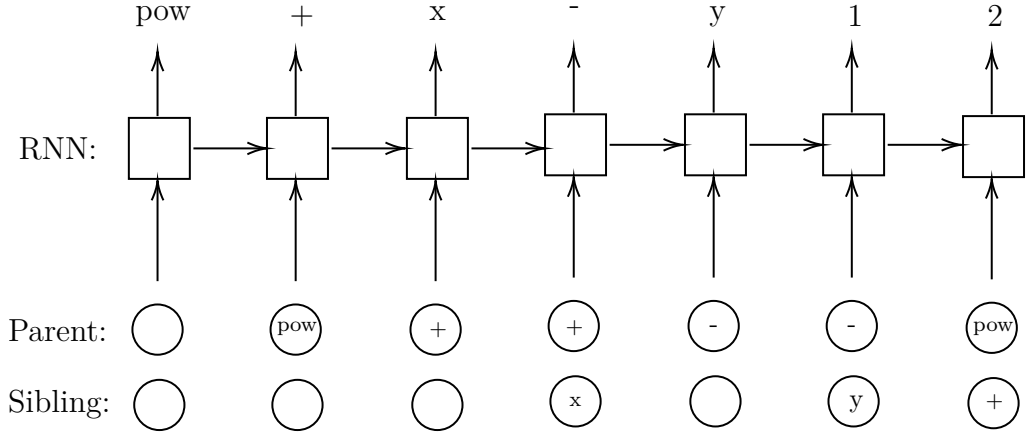 pow + x - y 1 2
RNN:
Parent: pow + + - - pow
Sibling: x y +